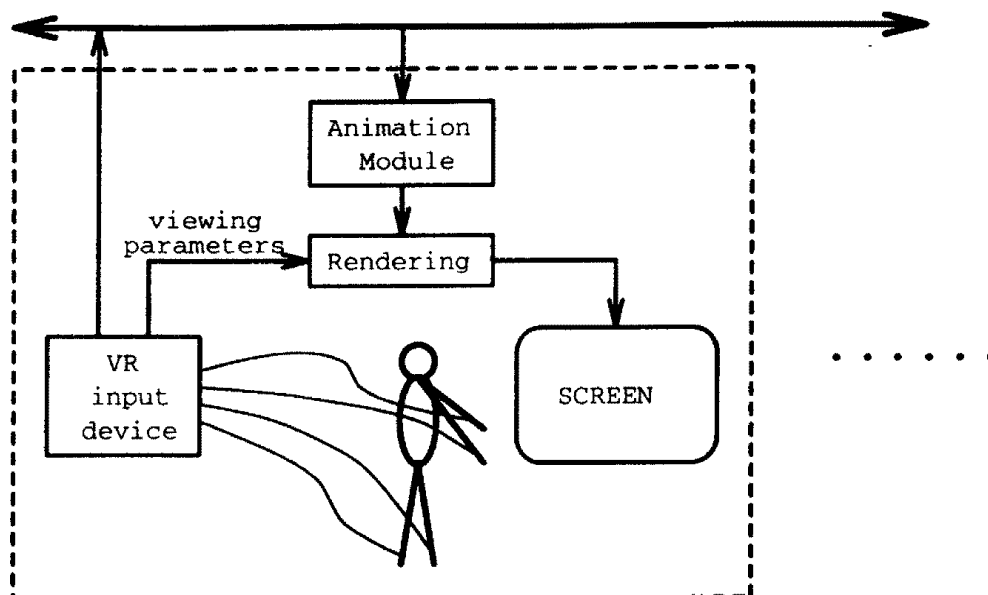 Animation
Module
viewing
parameters
Rendering
VR
input
device
SCREEN